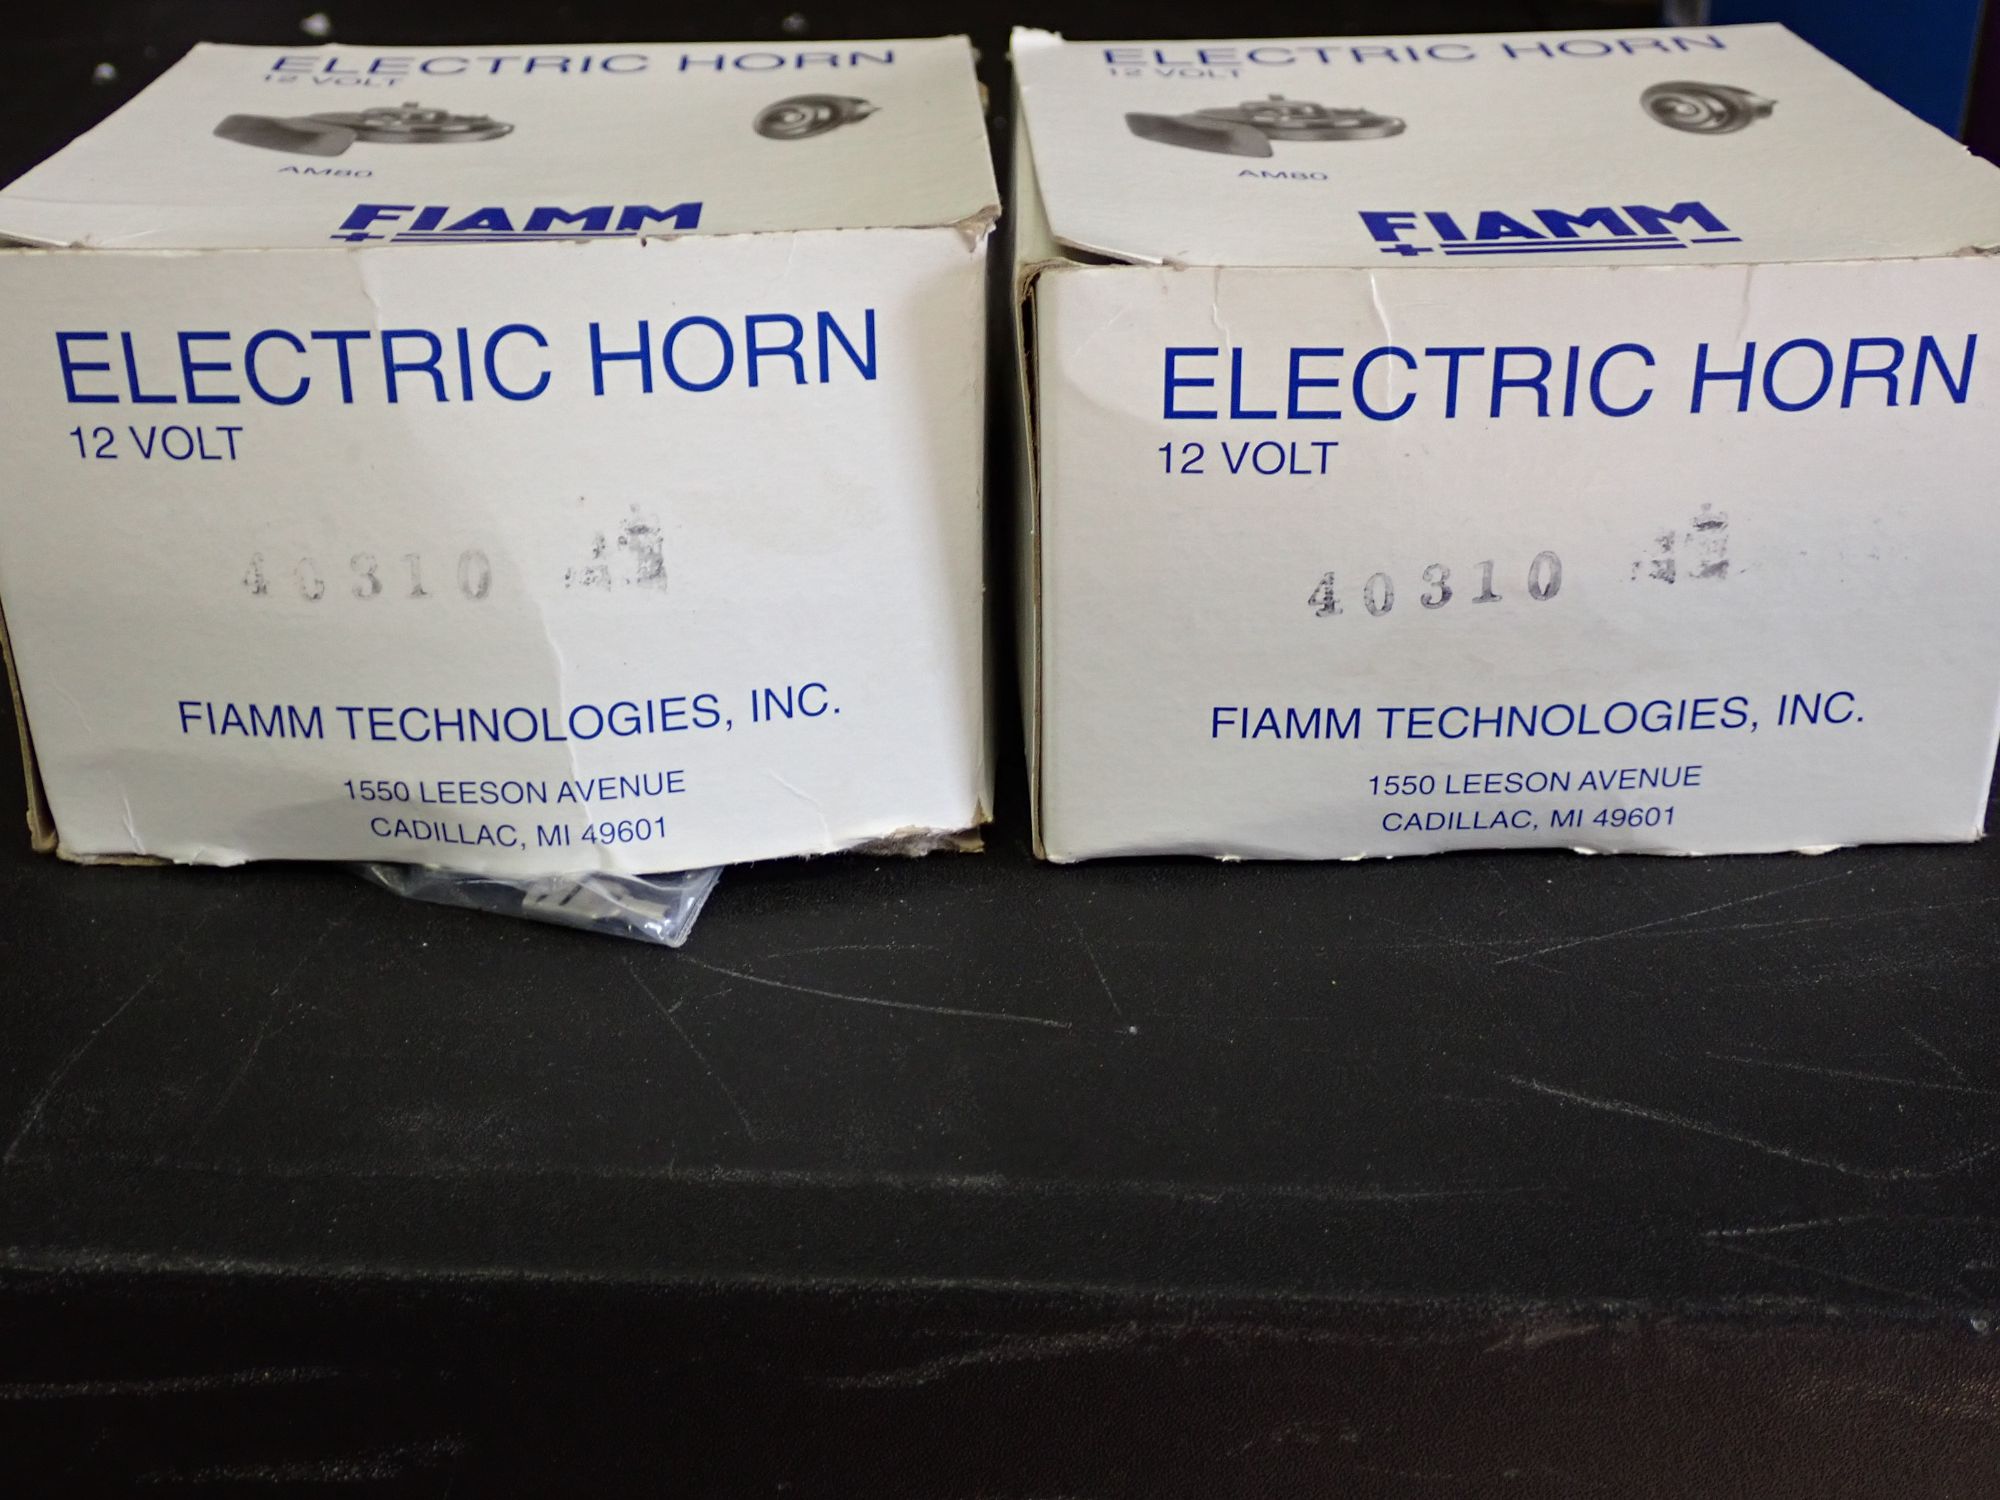 ELECTRIC HORN
12 VOLT
AM80
FIAMM
ELECTRIC HORN
12 VOLT
40310
FIAMM TECHNOLOGIES, INC.
1550 LEESON AVENUE
CADILLAC, MI 49601
ELECTRIC HORN
12 VOLT
AM80
FIAMM
ELECTRIC HORN
12 VOLT
40310
FIAMM TECHNOLOGIES, INC.
1550 LEESON AVENUE
CADILLAC, MI 49601